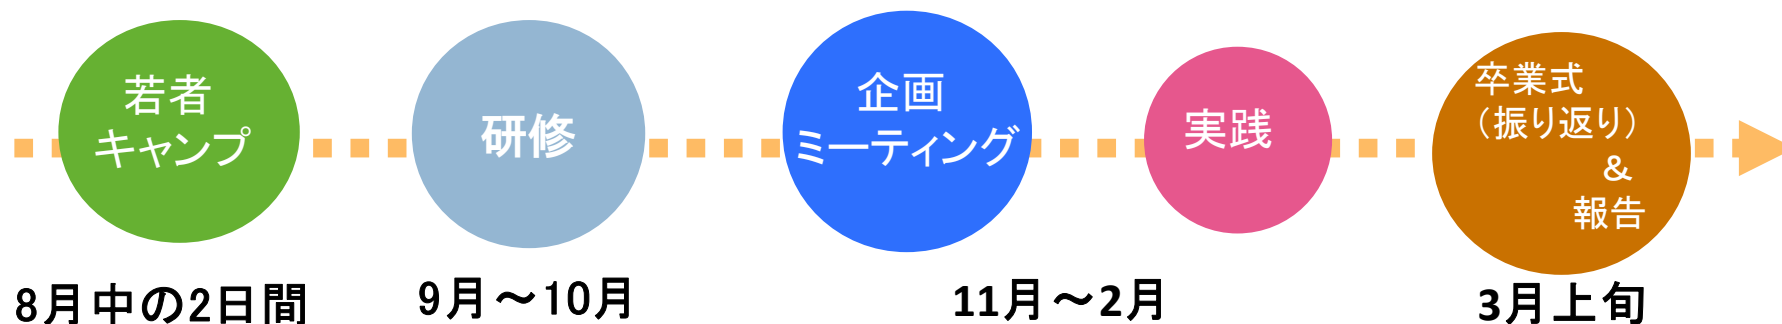 若者
キャンプ
研修
企画
ミーティング
実践
卒業式
（振り返り）
＆
報告
8月中の2日間
9月～10月
11月～2月
3月上旬